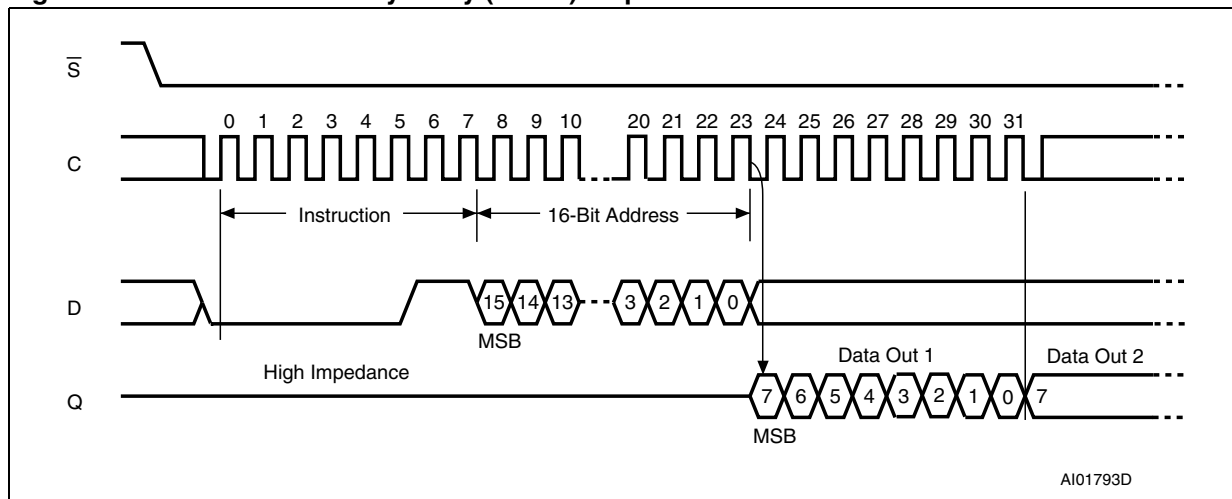 S
0 1 2 3 4 5 6 7 8 9 10 20 21 22 23 24 25 26 27 28 29 30 31
C
Instruction 16-Bit Address
D
15 14 13 3 2 1 0
MSB
High Impedance Data Out 1 Data Out 2
Q
7 6 5 4 3 2 1 0 7
MSB
AI01793D